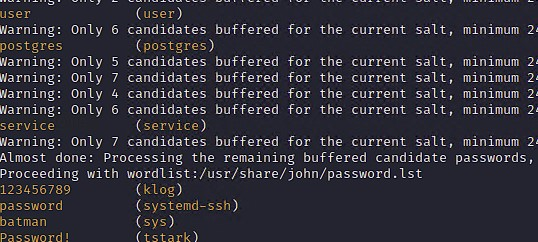 Warning: Only 2 candidates buffered for the current salt, minimum 24
user (user)
Warning: Only 6 candidates buffered for the current salt, minimum 24
postgres (postgres)
Warning: Only 5 candidates buffered for the current salt, minimum 24
Warning: Only 7 candidates buffered for the current salt, minimum 24
Warning: Only 4 candidates buffered for the current salt, minimum 24
Warning: Only 6 candidates buffered for the current salt, minimum 24
service (service)
Warning: Only 7 candidates buffered for the current salt, minimum 24
Almost done: Processing the remaining buffered candidate passwords,
Proceeding with wordlist:/usr/share/john/password.lst
123456789 (klog)
password (systemd-ssh)
batman (sys)
Password! (tstark)